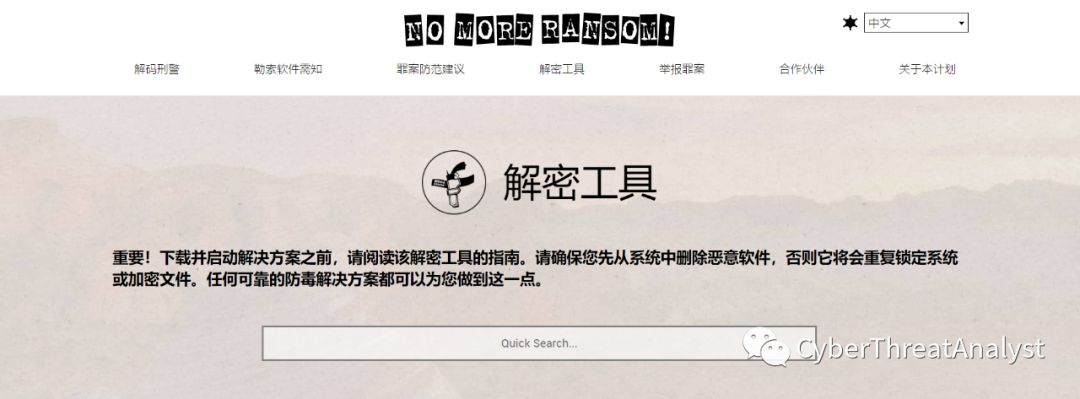 NO MORE RANSOM!
中文
解码刑警 勒索软件需知 罪案防范建议 解密工具 举报罪案 合作伙伴 关于本计划
解密工具
重要！下载并启动解决方案之前，请阅读该解密工具的指南。请确保您先从系统中删除恶意软件，否则它将会重复锁定系统
或加密文件。任何可靠的防毒解决方案都可以为您做到这一点。
Quick Search...
CyberThreatAnalyst